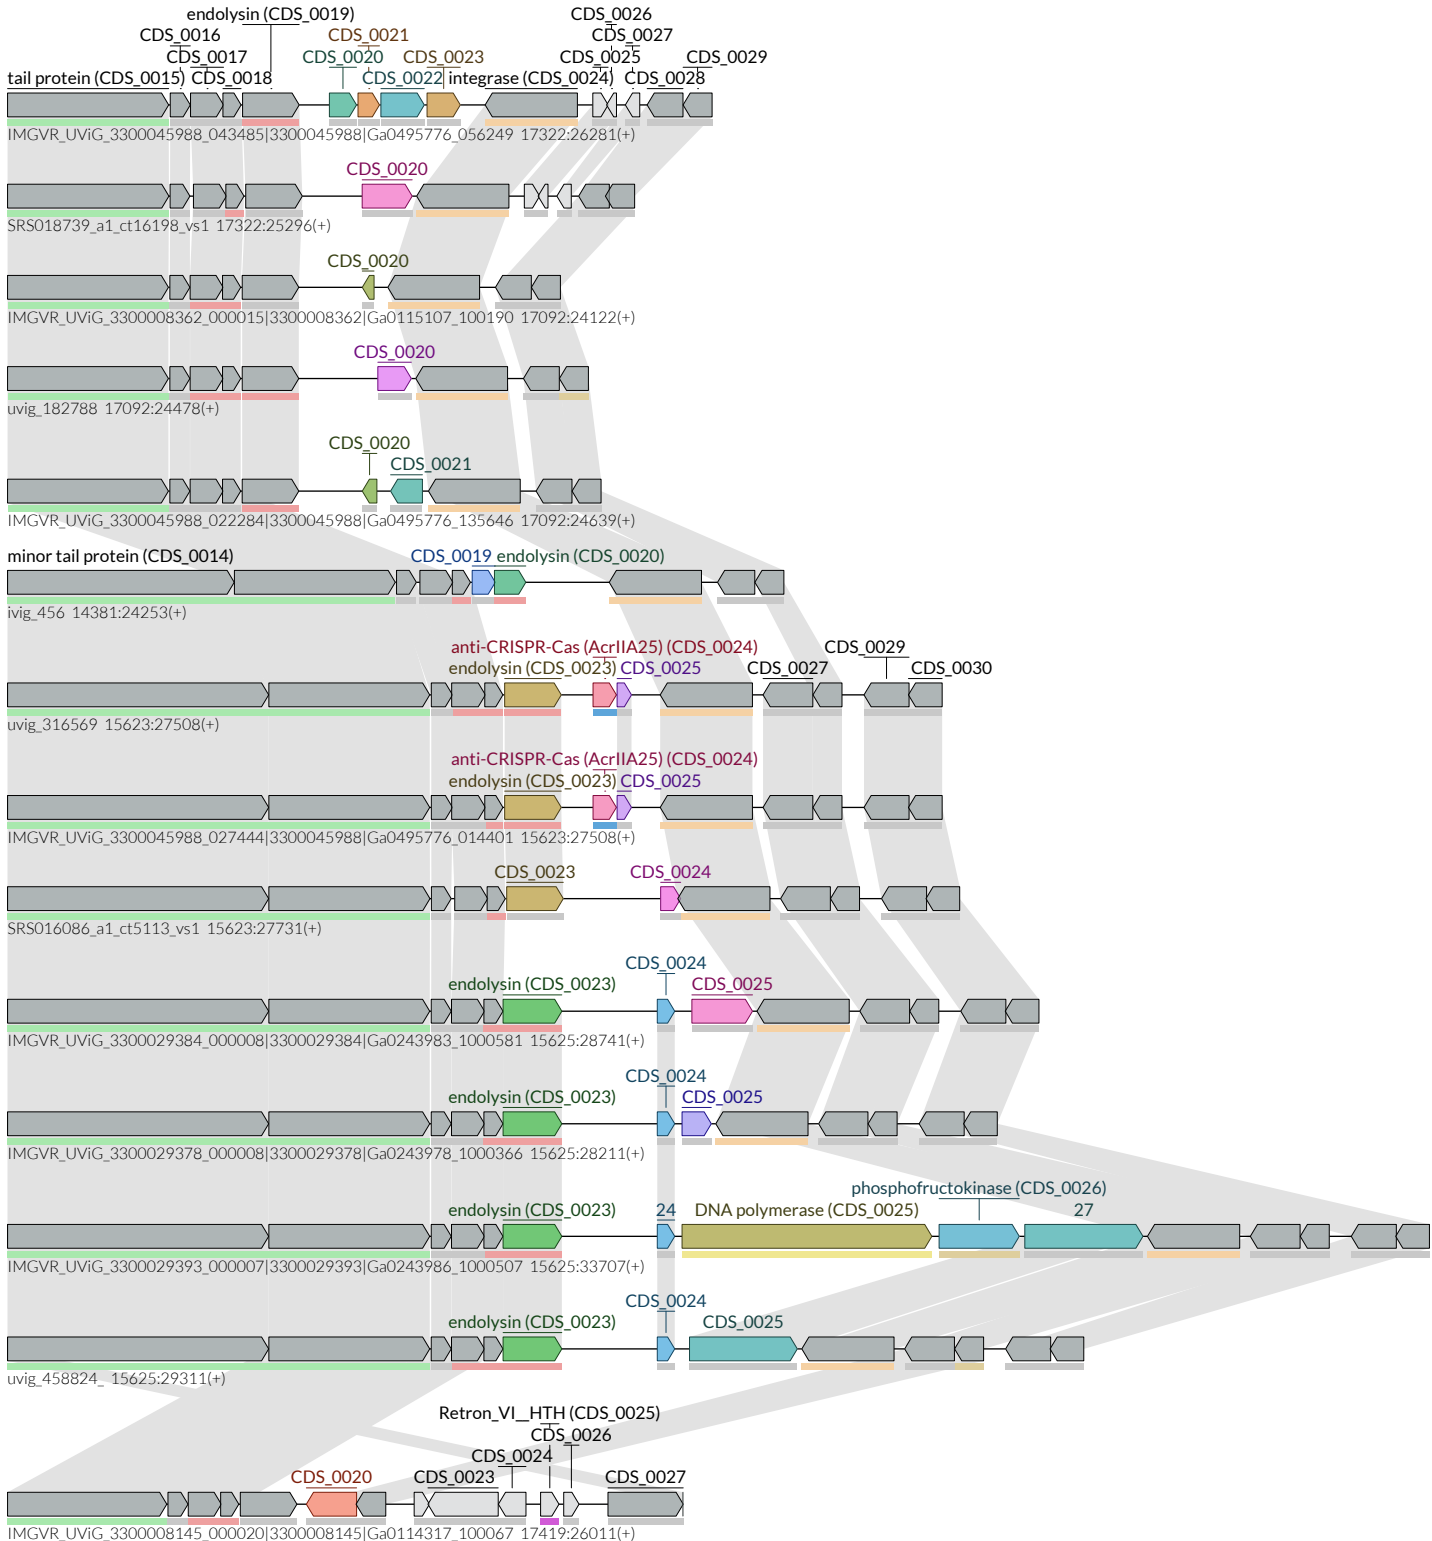 endolysin (CDS_0019) CDS_0026
CDS_0016 CDS_0021 CDS_0027
CDS_0017 CDS_0020 CDS_0023 CDS_0025 CDS_0029
tail protein (CDS_0015) CDS_0018 CDS_0022 integrase (CDS_0024) CDS_0028
IMGVR_UViG_3300045988_043485|3300045988|Ga0495776_056249 17322:26281(+)
CDS_0020
SRS018739_a1_ct16198_vs1 17322:25296(+)
CDS_0020
IMGVR_UViG_3300008362_000015|3300008362|Ga0115107_100190 17092:24122(+)
CDS_0020
uvig_182788 17092:24478(+)
CDS_0020
CDS_0021
IMGVR_UViG_3300045988_022284|3300045988|Ga0495776_135646 17092:24639(+)
minor tail protein (CDS_0014) CDS_0019 endolysin (CDS_0020)
ivig_456 14381:24253(+)
anti-CRISPR-Cas (AcrIIA25) (CDS_0024) CDS_0029
endolysin (CDS_0023) CDS_0025 CDS_0027 CDS_0030
uvig_316569 15623:27508(+)
anti-CRISPR-Cas (AcrIIA25) (CDS_0024)
endolysin (CDS_0023) CDS_0025
IMGVR_UViG_3300045988_027444|3300045988|Ga0495776_014401 15623:27508(+)
CDS_0023 CDS_0024
SRS016086_a1_ct5113_vs1 15623:27731(+)
CDS_0024
endolysin (CDS_0023) CDS_0025
IMGVR_UViG_3300029384_000008|3300029384|Ga0243983_1000581 15625:28741(+)
CDS_0024
endolysin (CDS_0023) CDS_0025
IMGVR_UViG_3300029378_000008|3300029378|Ga0243978_1000366 15625:28211(+)
phosphofructokinase (CDS_0026)
endolysin (CDS_0023) 24 DNA polymerase (CDS_0025) 27
IMGVR_UViG_3300029393_000007|3300029393|Ga0243986_1000507 15625:33707(+)
CDS_0024
endolysin (CDS_0023) CDS_0025
uvig_458824_ 15625:29311(+)
Retron_VI__HTH (CDS_0025)
CDS_0026
CDS_0024
CDS_0020 CDS_0023 CDS_0027
IMGVR_UViG_3300008145_000020|3300008145|Ga0114317_100067 17419:26011(+)